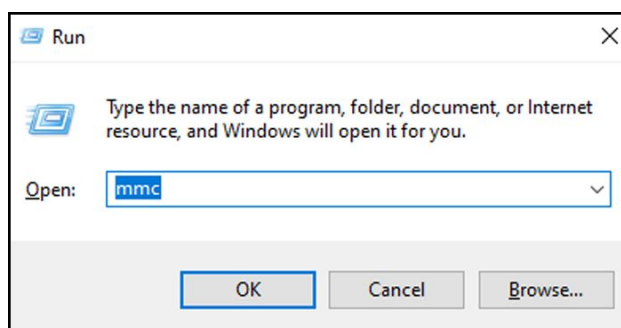 Run
Type the name of a program, folder, document, or Internet
resource, and Windows will open it for you.
Open: mmc
OK Cancel Browse...